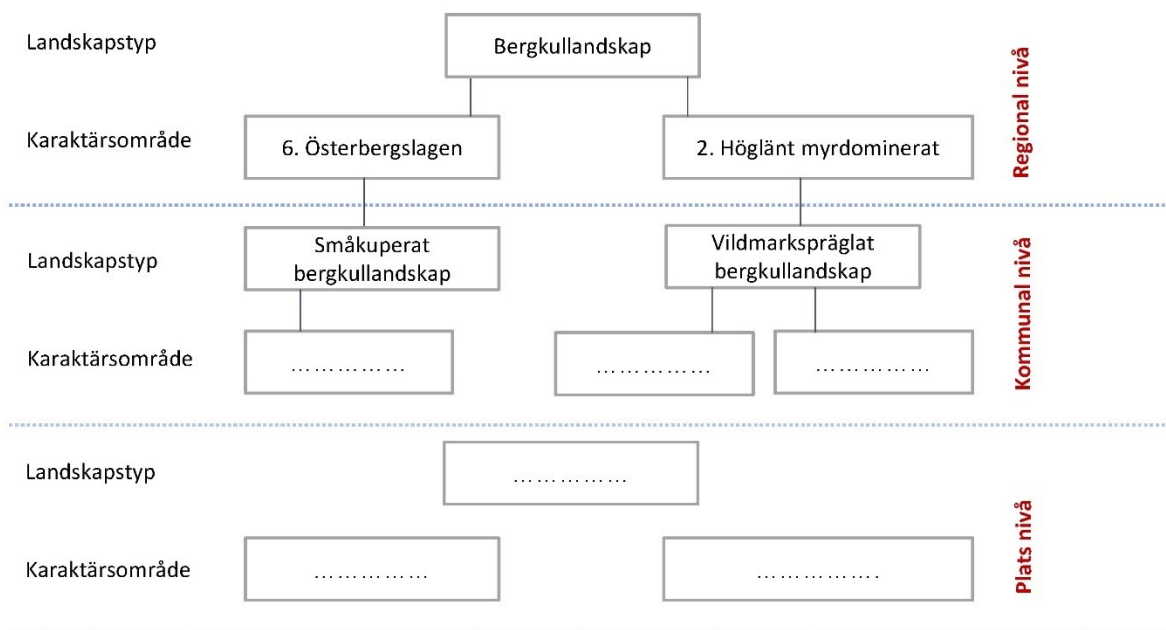 Landskapstyp
Bergkullandskap
Karaktärsområde
6. Österbergslagen
2. Höglänt myrdominerat
Regional nivå
Landskapstyp
Småkuperat
bergkullandskap
Vildmarkspräglat
bergkullandskap
Karaktärsområde
……………
……………
……………
Kommunal nivå
Landskapstyp
……………
Karaktärsområde
……………
…………….
Plats nivå